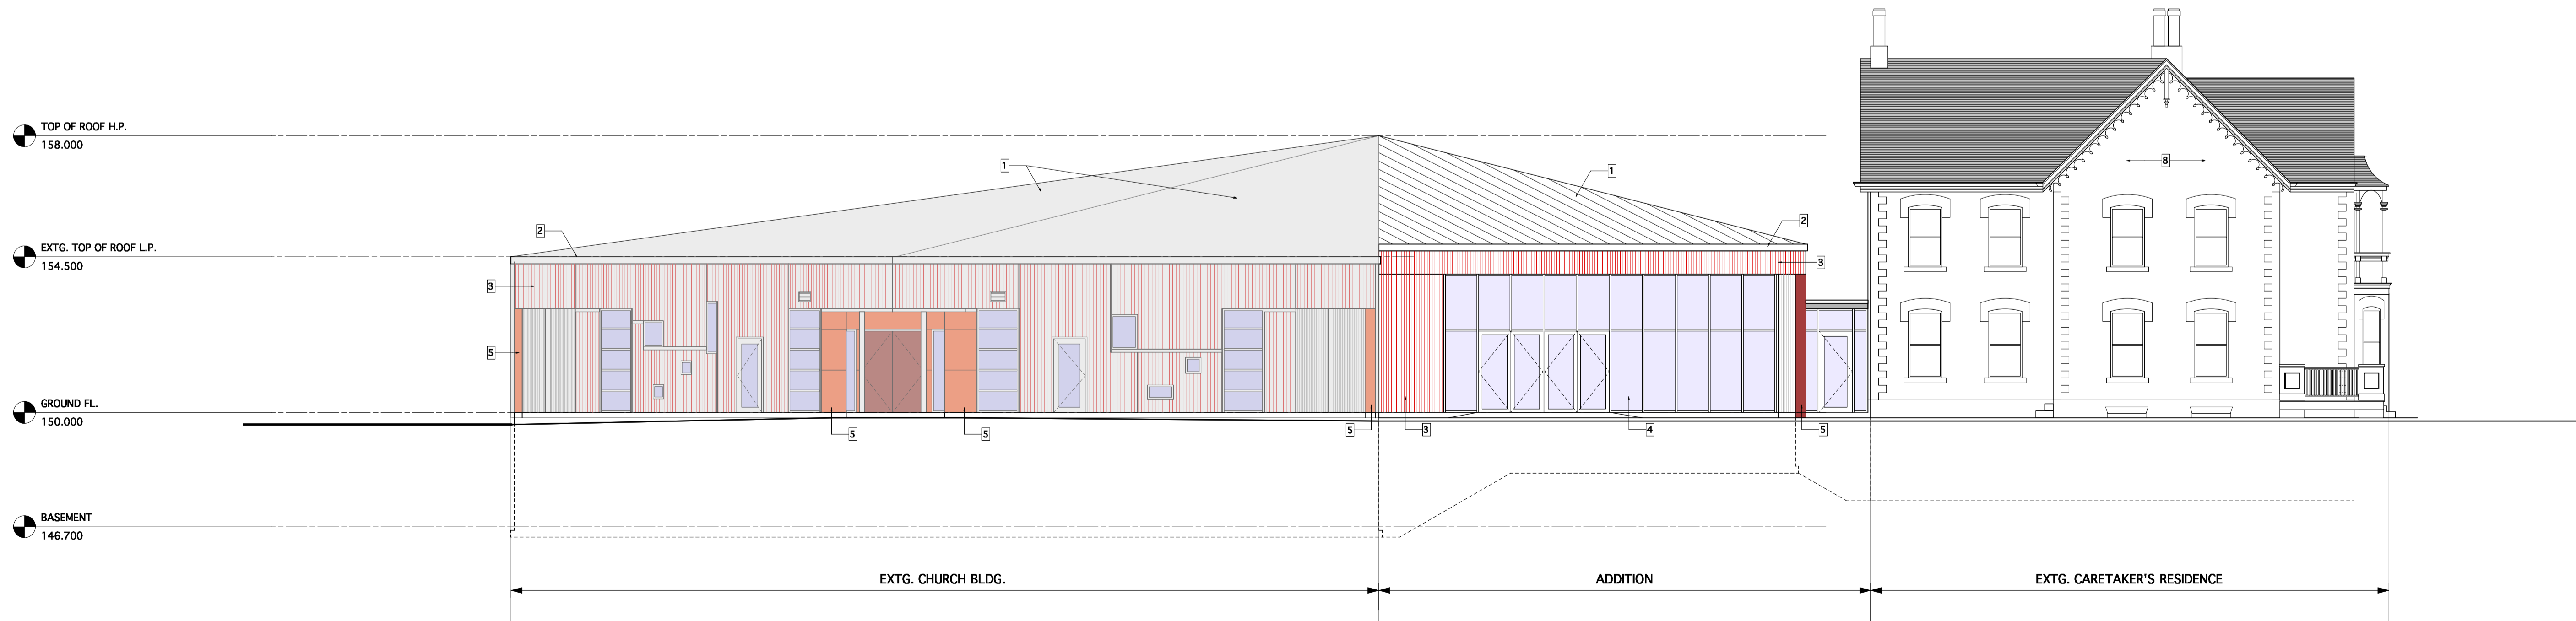 TOP OF ROOF H.P.
158.000
8
1
1
2
2
EXTG. TOP OF ROOF L.P.
154.500
3
3
5
GROUND FL.
150.000
5
5
5
3
4
5
BASEMENT
146.700
EXTG. CHURCH BLDG.
ADDITION
EXTG. CARETAKER'S RESIDENCE